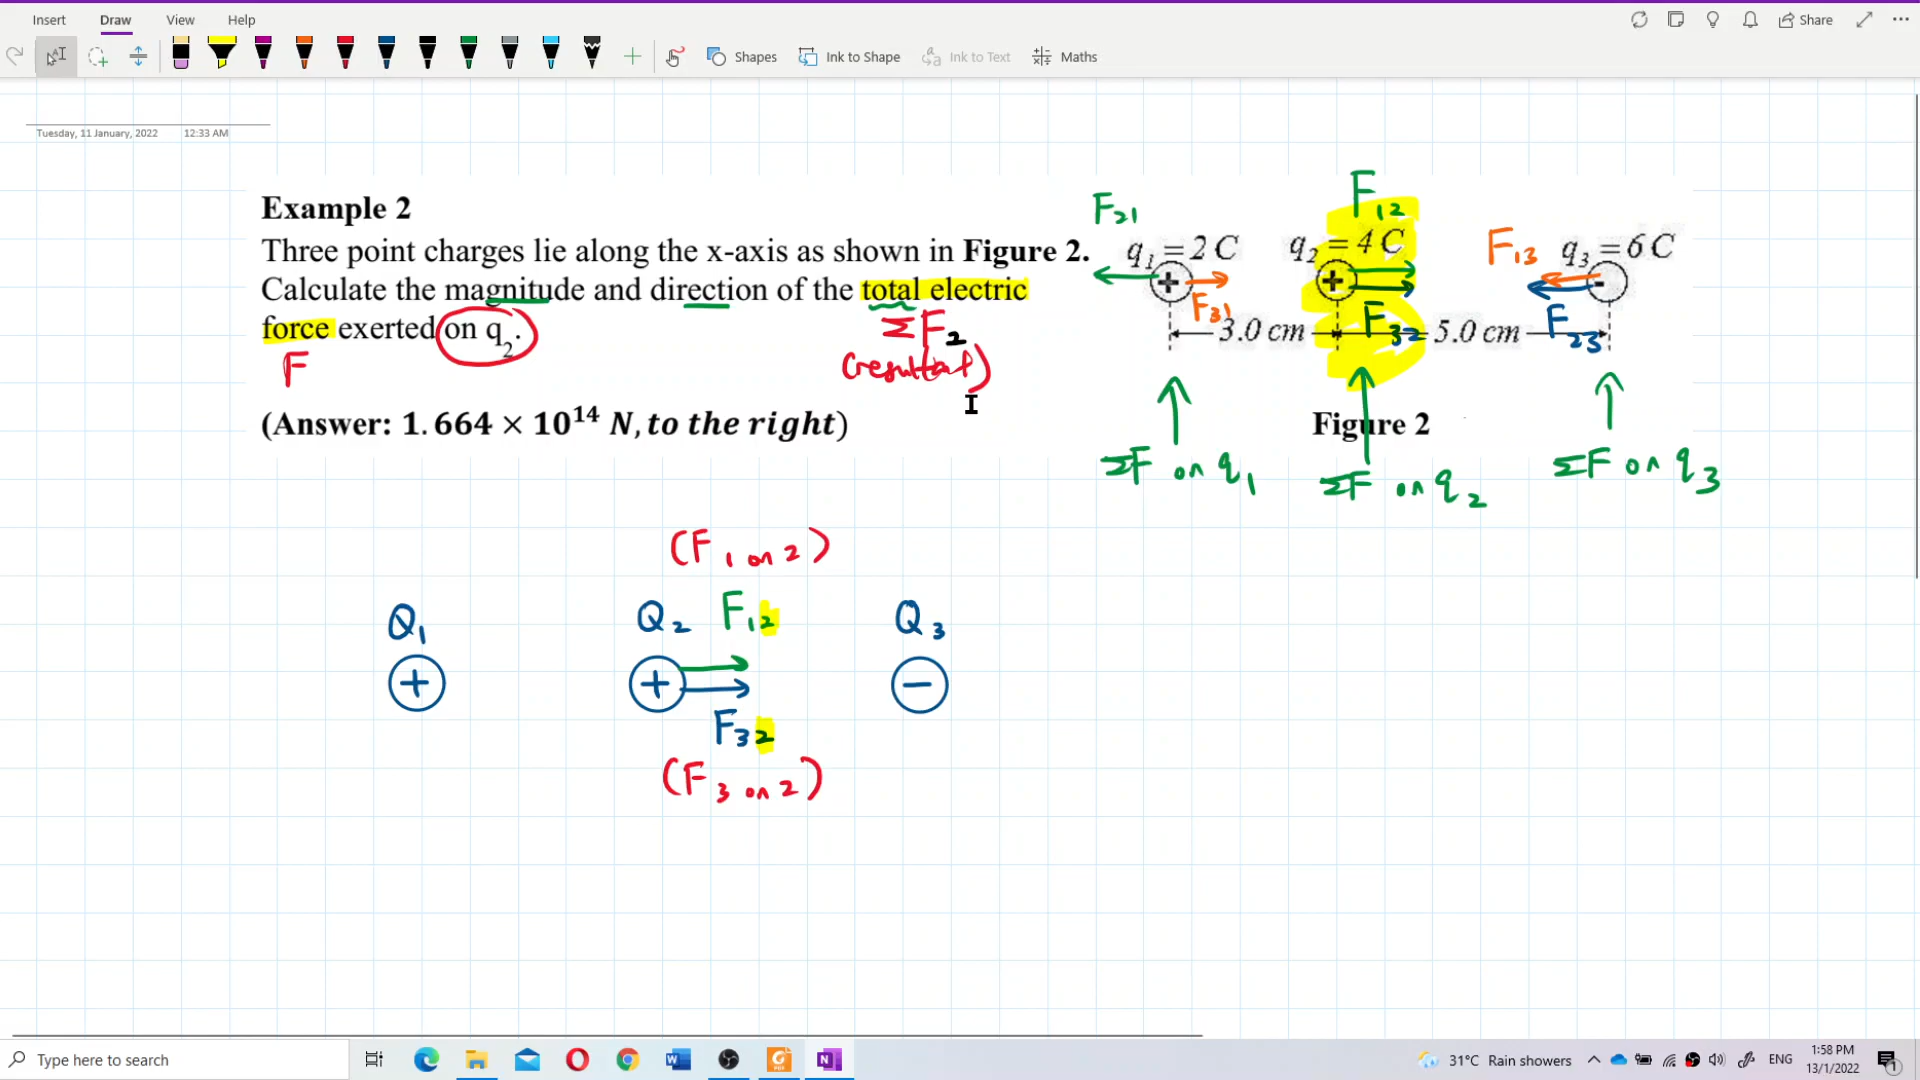 Insert Draw View Help
Share
Shapes Ink to Shape Ink to Text Maths
Tuesday, 11 January, 2022 12:33 AM
Example 2
Three point charges lie along the x-axis as shown in Figure 2.
Calculate the magnitude and direction of the total electric
force exerted on q₂.
F
ΣF₂
(resultant)
(Answer: 1.664 × 10¹⁴ N, to the right)
F₁₂
F₂₁
q₁ = 2 C q₂ = 4 C F₁₃ q₃ = 6 C
+ + -
F₃₁ F₃₂ F₂₃
3.0 cm 5.0 cm
Figure 2
ΣF on q₁ ΣF on q₂ ΣF on q₃
(F 1 on 2)
Q₁ Q₂ F₁₂ Q₃
+ + −
F₃₂
(F 3 on 2)
Type here to search
31°C Rain showers ENG 1:58 PM
13/1/2022